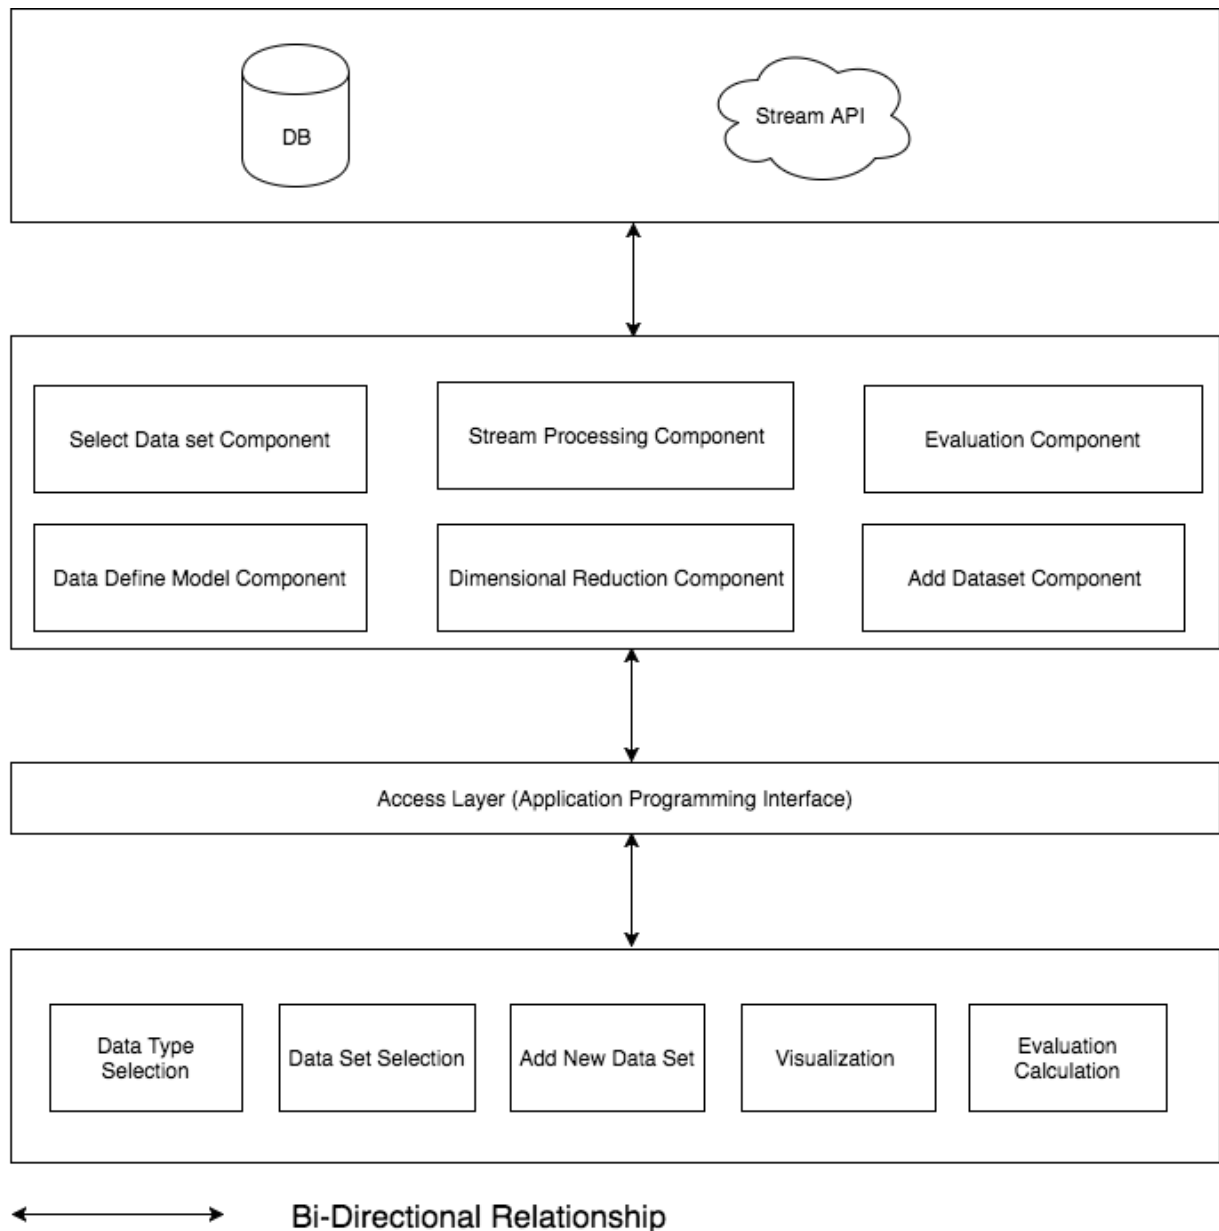 DB
Stream API
Select Data set Component
Stream Processing Component
Evaluation Component
Data Define Model Component
Dimensional Reduction Component
Add Dataset Component
Access Layer (Application Programming Interface)
Data Type
Selection
Data Set Selection
Add New Data Set
Visualization
Evaluation
Calculation
Bi-Directional Relationship